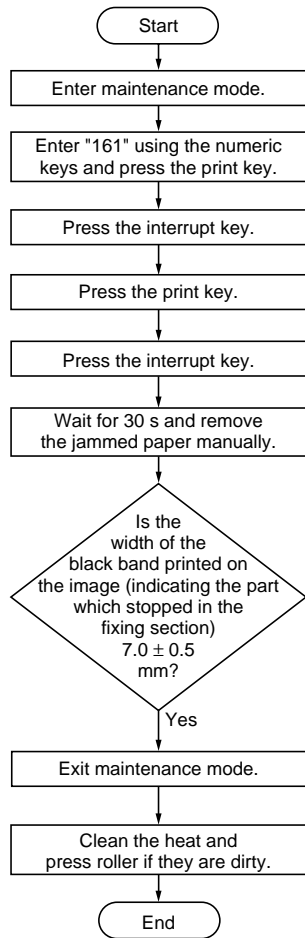 Start
Enter maintenance mode.
Enter "161" using the numeric
keys and press the print key.
Press the interrupt key.
Press the print key.
Press the interrupt key.
Wait for 30 s and remove
the jammed paper manually.
Is the
width of the
black band printed on
the image (indicating the part
which stopped in the
fixing section)
7.0 ± 0.5
mm?
Yes
Exit maintenance mode.
Clean the heat and
press roller if they are dirty.
End